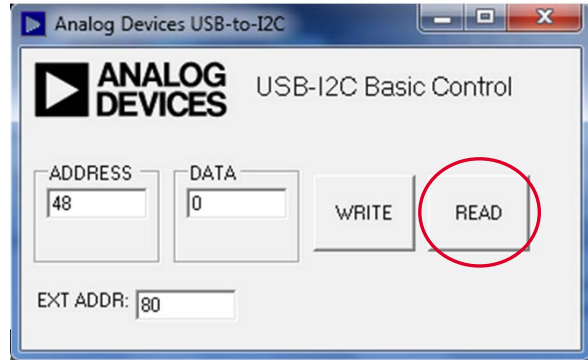 Analog Devices USB-to-I2C
ANALOG
DEVICES
USB-I2C Basic Control
ADDRESS
DATA
48
0
WRITE
READ
EXT ADDR: 80